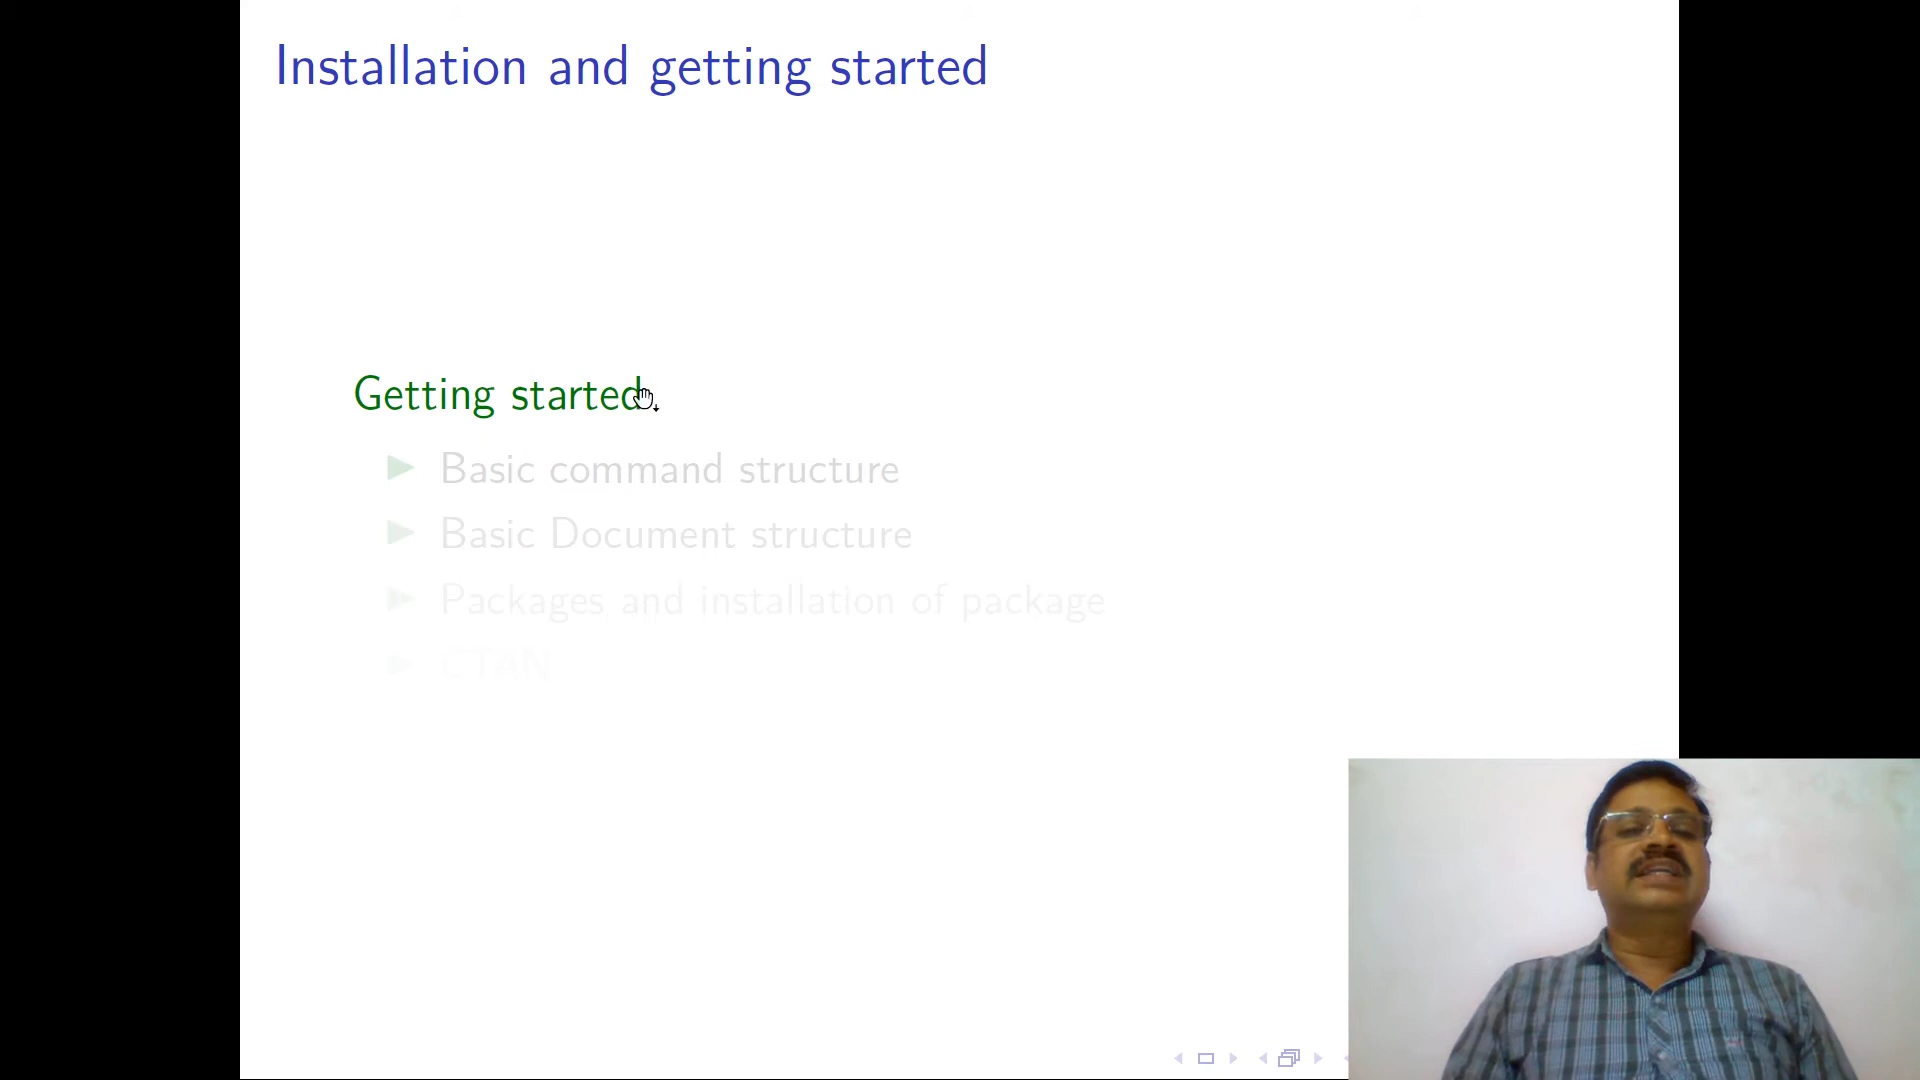 Installation and getting started
Getting started
Basic command structure
Basic Document structure
Packages and installation of package
CTAN